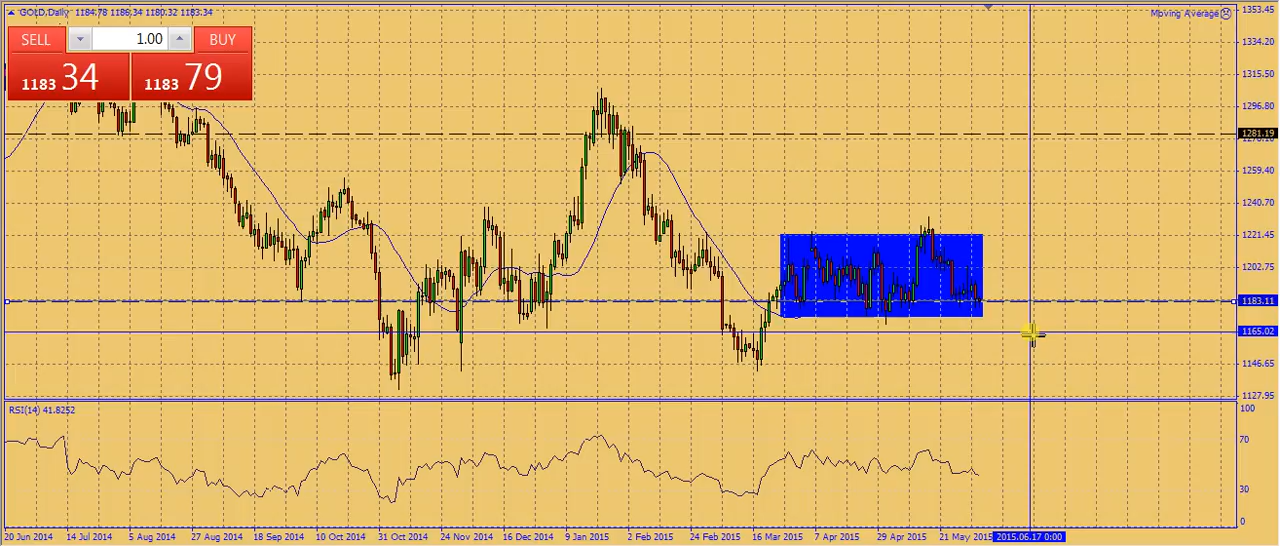 GOLD,Daily 1184.78 1186.34 1180.32 1183.34
Moving Average
SELL 1.00 BUY
1183 34 1183 79
1353.45
1334.20
1315.50
1296.80
1281.19
1259.40
1240.70
1221.45
1202.75
1183.11
1165.02
1146.65
1127.95
RSI(14) 41.8252
100
70
30
0
20 Jun 2014 14 Jul 2014 5 Aug 2014 27 Aug 2014 18 Sep 2014 10 Oct 2014 31 Oct 2014 24 Nov 2014 16 Dec 2014 9 Jan 2015 2 Feb 2015 24 Feb 2015 16 Mar 2015 7 Apr 2015 29 Apr 2015 21 May 2015 2015.06.17 0:00